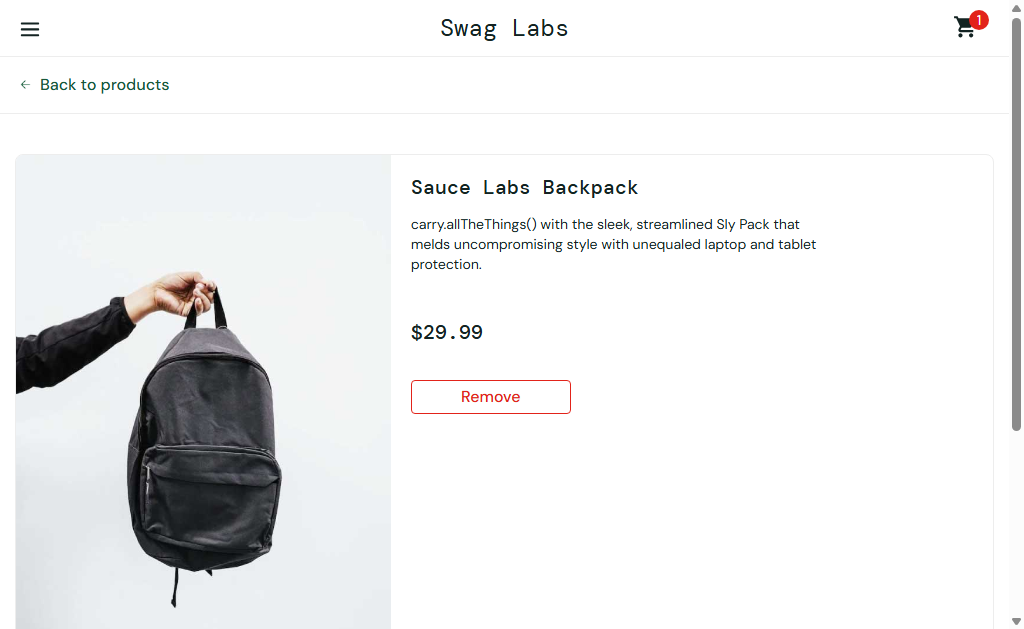 Swag Labs
1
Back to products
Sauce Labs Backpack
carry.allTheThings() with the sleek, streamlined Sly Pack that
melds uncompromising style with unequaled laptop and tablet
protection.
$29.99
Remove